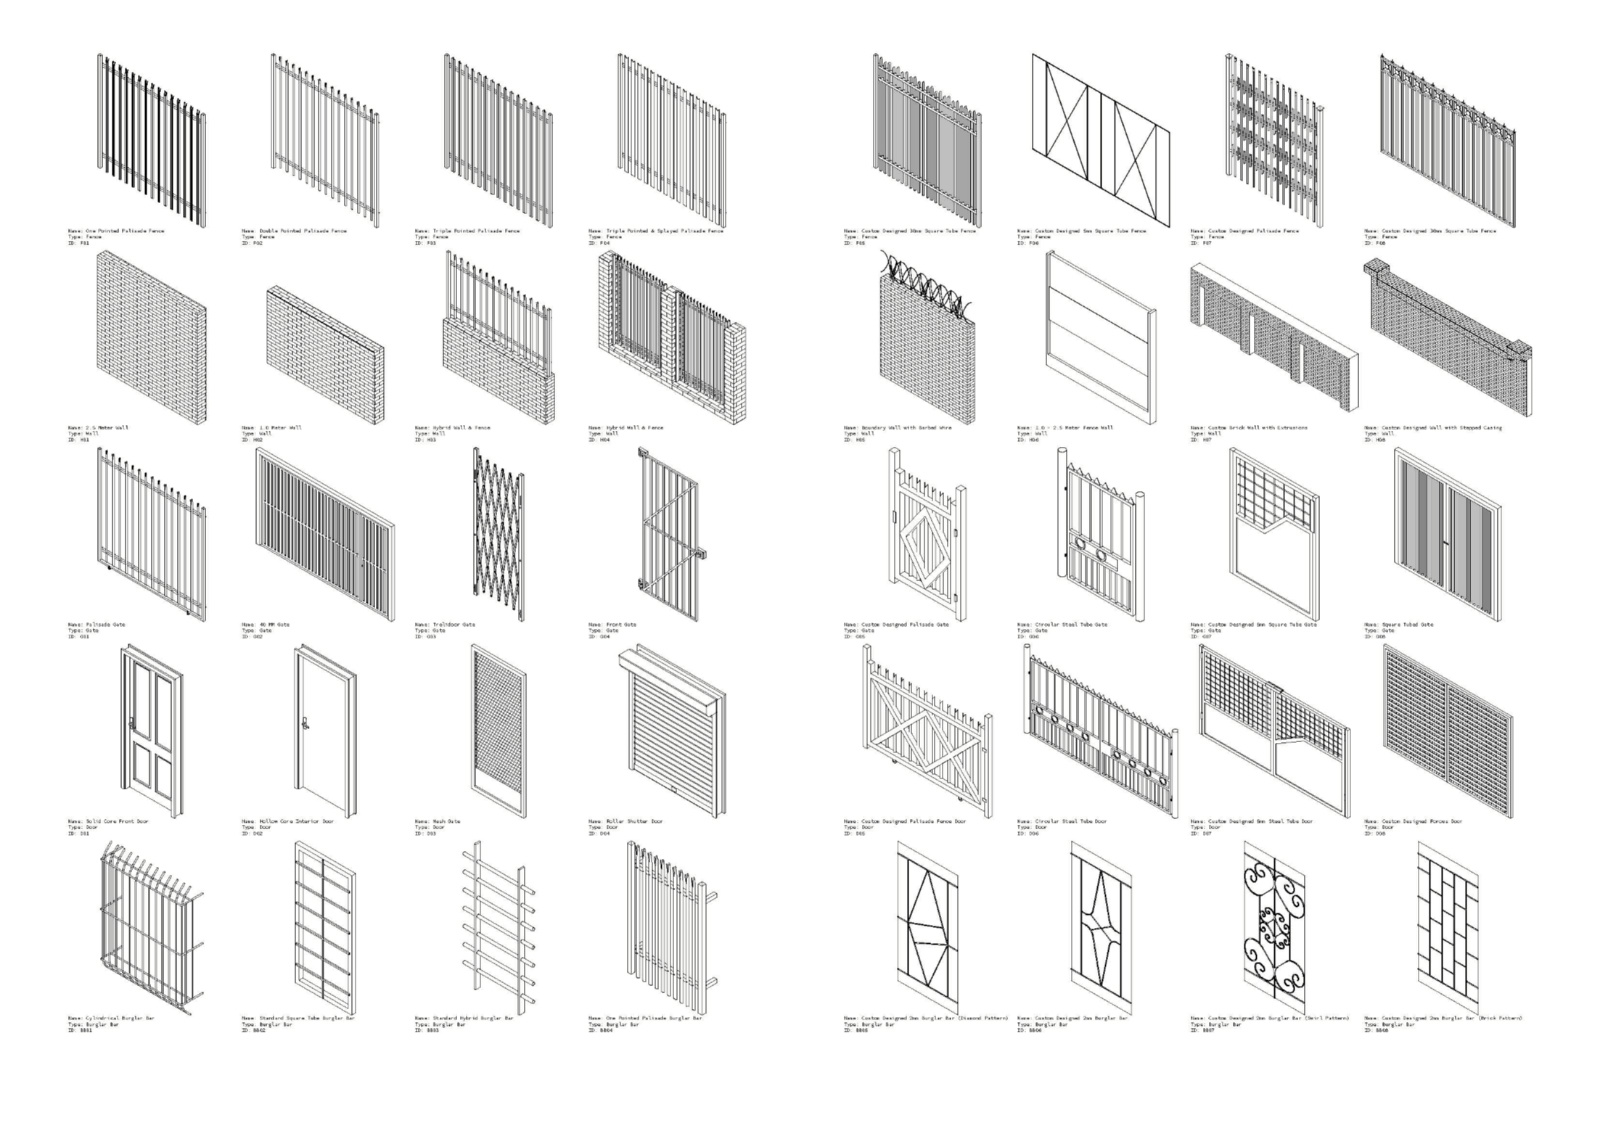 Name: One Pointed Palisade Fence
Type: Fence
ID: F01
Name: Double Pointed Palisade Fence
Type: Fence
ID: F02
Name: Triple Pointed Palisade Fence
Type: Fence
ID: F03
Name: Triple Pointed & Splayed Palisade Fence
Type: Fence
ID: F04
Name: Custom Designed 30mm Square Tube Fence
Type: Fence
ID: F05
Name: Custom Designed 5mm Square Tube Fence
Type: Fence
ID: F06
Name: Custom Designed Palisade Fence
Type: Fence
ID: F07
Name: Custom Designed 30mm Square Tube Fence
Type: Fence
ID: F08
Name: 2.5 Meter Wall
Type: Wall
ID: W01
Name: 1.0 Meter Wall
Type: Wall
ID: W02
Name: Hybrid Wall & Fence
Type: Wall
ID: W03
Name: Hybrid Wall & Fence
Type: Wall
ID: W04
Name: Boundary Wall with Barbed Wire
Type: Wall
ID: W05
Name: 1.0 - 2.5 Meter Fence Wall
Type: Wall
ID: W06
Name: Custom Brick Wall with Extrusions
Type: Wall
ID: W07
Name: Custom Designed Wall with Stepped Coping
Type: Wall
ID: W08
Name: Palisade Gate
Type: Gate
ID: G01
Name: 40 MM Gate
Type: Gate
ID: G02
Name: Trellidoor Gate
Type: Gate
ID: G03
Name: Front Gate
Type: Gate
ID: G04
Name: Custom Designed Palisade Gate
Type: Gate
ID: G05
Name: Circular Steel Tube Gate
Type: Gate
ID: G06
Name: Custom Designed 8mm Square Tube Gate
Type: Gate
ID: G07
Name: Square Tubed Gate
Type: Gate
ID: G08
Name: Solid Core Front Door
Type: Door
ID: D01
Name: Hollow Core Interior Door
Type: Door
ID: D02
Name: Mesh Gate
Type: Door
ID: D03
Name: Roller Shutter Door
Type: Door
ID: D04
Name: Custom Designed Palisade Fence Door
Type: Door
ID: D05
Name: Circular Steel Tube Door
Type: Door
ID: D06
Name: Custom Designed 8mm Steel Tube Door
Type: Door
ID: D07
Name: Custom Designed Porous Door
Type: Door
ID: D08
Name: Cylindrical Burglar Bar
Type: Burglar Bar
ID: BB01
Name: Standard Square Tube Burglar Bar
Type: Burglar Bar
ID: BB02
Name: Standard Hybrid Burglar Bar
Type: Burglar Bar
ID: BB03
Name: One Pointed Palisade Burglar Bar
Type: Burglar Bar
ID: BB04
Name: Custom Designed 2mm Burglar Bar (Diamond Pattern)
Type: Burglar Bar
ID: BB05
Name: Custom Designed 2mm Burglar Bar
Type: Burglar Bar
ID: BB06
Name: Custom Designed 2mm Burglar Bar (Swirl Pattern)
Type: Burglar Bar
ID: BB07
Name: Custom Designed 2mm Burglar Bar (Brick Pattern)
Type: Burglar Bar
ID: BB08